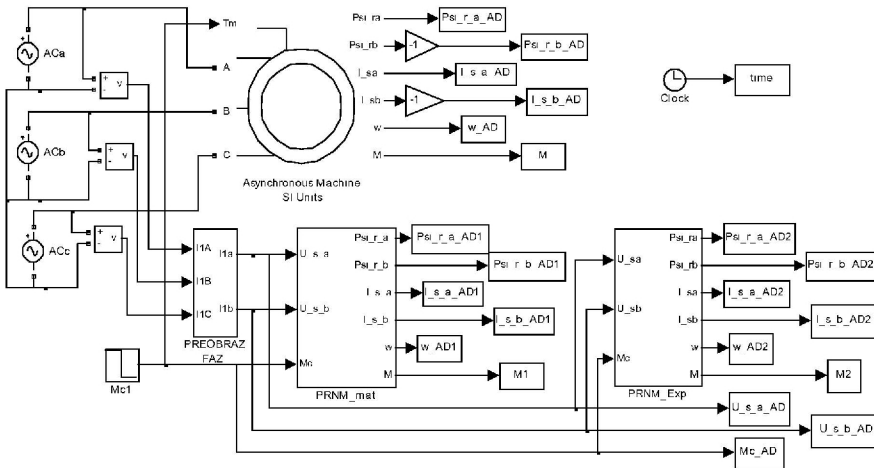 Tm
A
B
C
ACa
ACb
ACc
+
-
v
+
-
v
+
-
v
Asynchronous Machine
SI Units
Psi_ra
Psi_rb
I_sa
I_sb
w
M
-1
-1
Psi_r_a_AD
Psi_r_b_AD
I_s_a_AD
I_s_b_AD
w_AD
M
Clock
time
I1A
I1B
I1C
I1a
I1b
PREOBRAZ
FAZ
Mc1
U_s_a
U_s_b
Mc
Psi_r_a
Psi_r_b
I_s_a
I_s_b
w
M
PRNM_mat
Psi_r_a_AD1
Psi_r_b_AD1
I_s_a_AD1
I_s_b_AD1
w_AD1
M1
U_sa
U_sb
Mc
Psi_ra
Psi_rb
I_sa
I_sb
w
M
PRNM_Exp
Psi_r_a_AD2
Psi_r_b_AD2
I_s_a_AD2
I_s_b_AD2
w_AD2
M2
U_s_a_AD
U_s_b_AD
Mc_AD